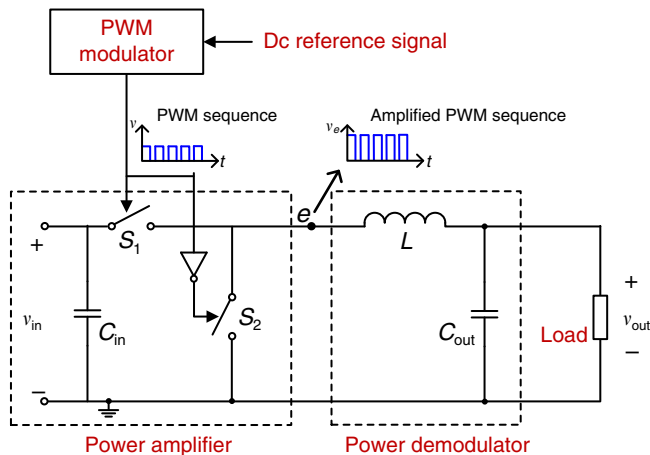 PWM
modulator
Dc reference signal
PWM sequence
v
t
Amplified PWM sequence
vₑ
t
e
+
S₁
L
+
vᵢₙ
Cᵢₙ
S₂
Cₒᵤₜ
Load
vₒᵤₜ
−
−
Power amplifier
Power demodulator